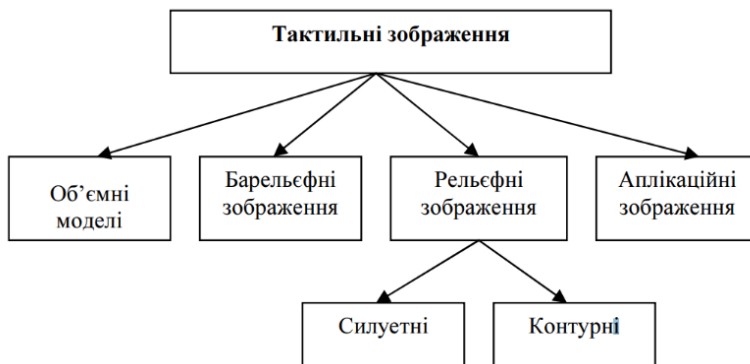 Тактильні зображення
Об’ємні
моделі
Барельєфні
зображення
Рельєфні
зображення
Аплікаційні
зображення
Силуетні
Контурні